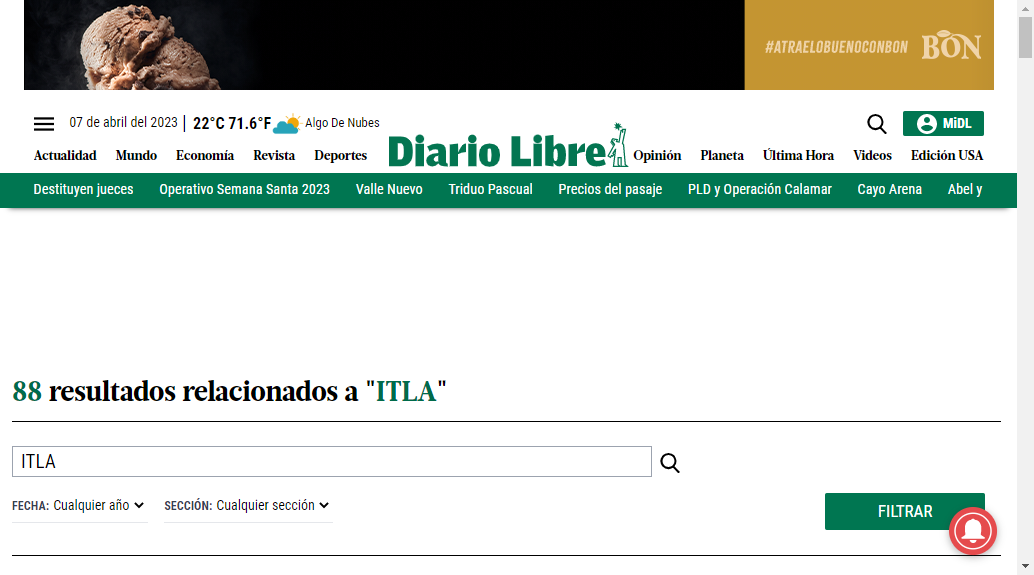 #ATRAELOBUENOCONBON BON
07 de abril del 2023 | 22°C 71.6°F Algo De Nubes
MiDL
Actualidad Mundo Economía Revista Deportes Diario Libre Opinión Planeta Última Hora Videos Edición USA
Destituyen jueces Operativo Semana Santa 2023 Valle Nuevo Triduo Pascual Precios del pasaje PLD y Operación Calamar Cayo Arena Abel y
88 resultados relacionados a "ITLA"
ITLA
FECHA: Cualquier año SECCIÓN: Cualquier sección
FILTRAR